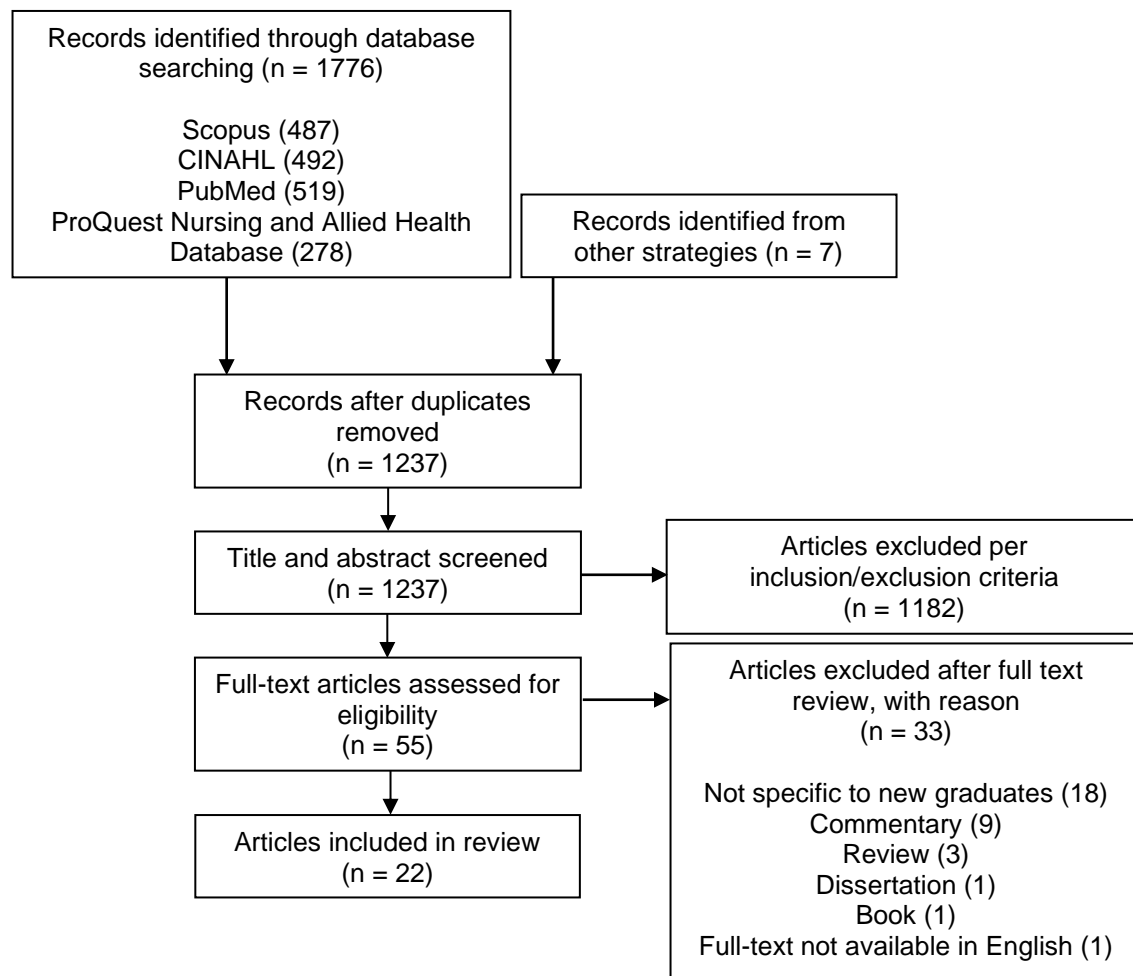 Records identified through database
searching (n = 1776)
Scopus (487)
CINAHL (492)
PubMed (519)
ProQuest Nursing and Allied Health
Database (278)
Records identified from
other strategies (n = 7)
Records after duplicates
removed
(n = 1237)
Title and abstract screened
(n = 1237)
Articles excluded per
inclusion/exclusion criteria
(n = 1182)
Full-text articles assessed for
eligibility
(n = 55)
Articles excluded after full text
review, with reason
(n = 33)
Not specific to new graduates (18)
Commentary (9)
Review (3)
Dissertation (1)
Book (1)
Full-text not available in English (1)
Articles included in review
(n = 22)